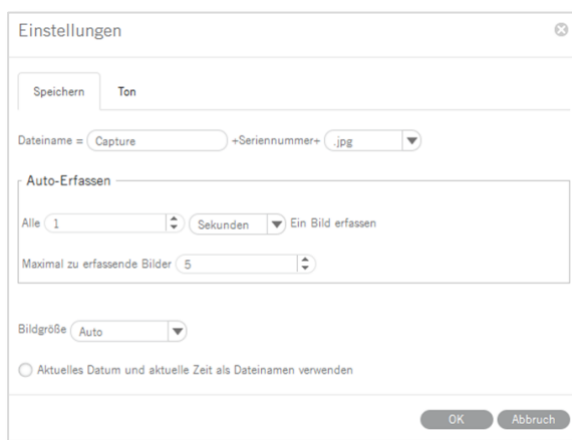 Einstellungen
Speichern Ton
Dateiname = Capture +Seriennummer+ .jpg
Auto-Erfassen
Alle 1 Sekunden Ein Bild erfassen
Maximal zu erfassende Bilder 5
Bildgröße Auto
Aktuelles Datum und aktuelle Zeit als Dateinamen verwenden
OK Abbruch